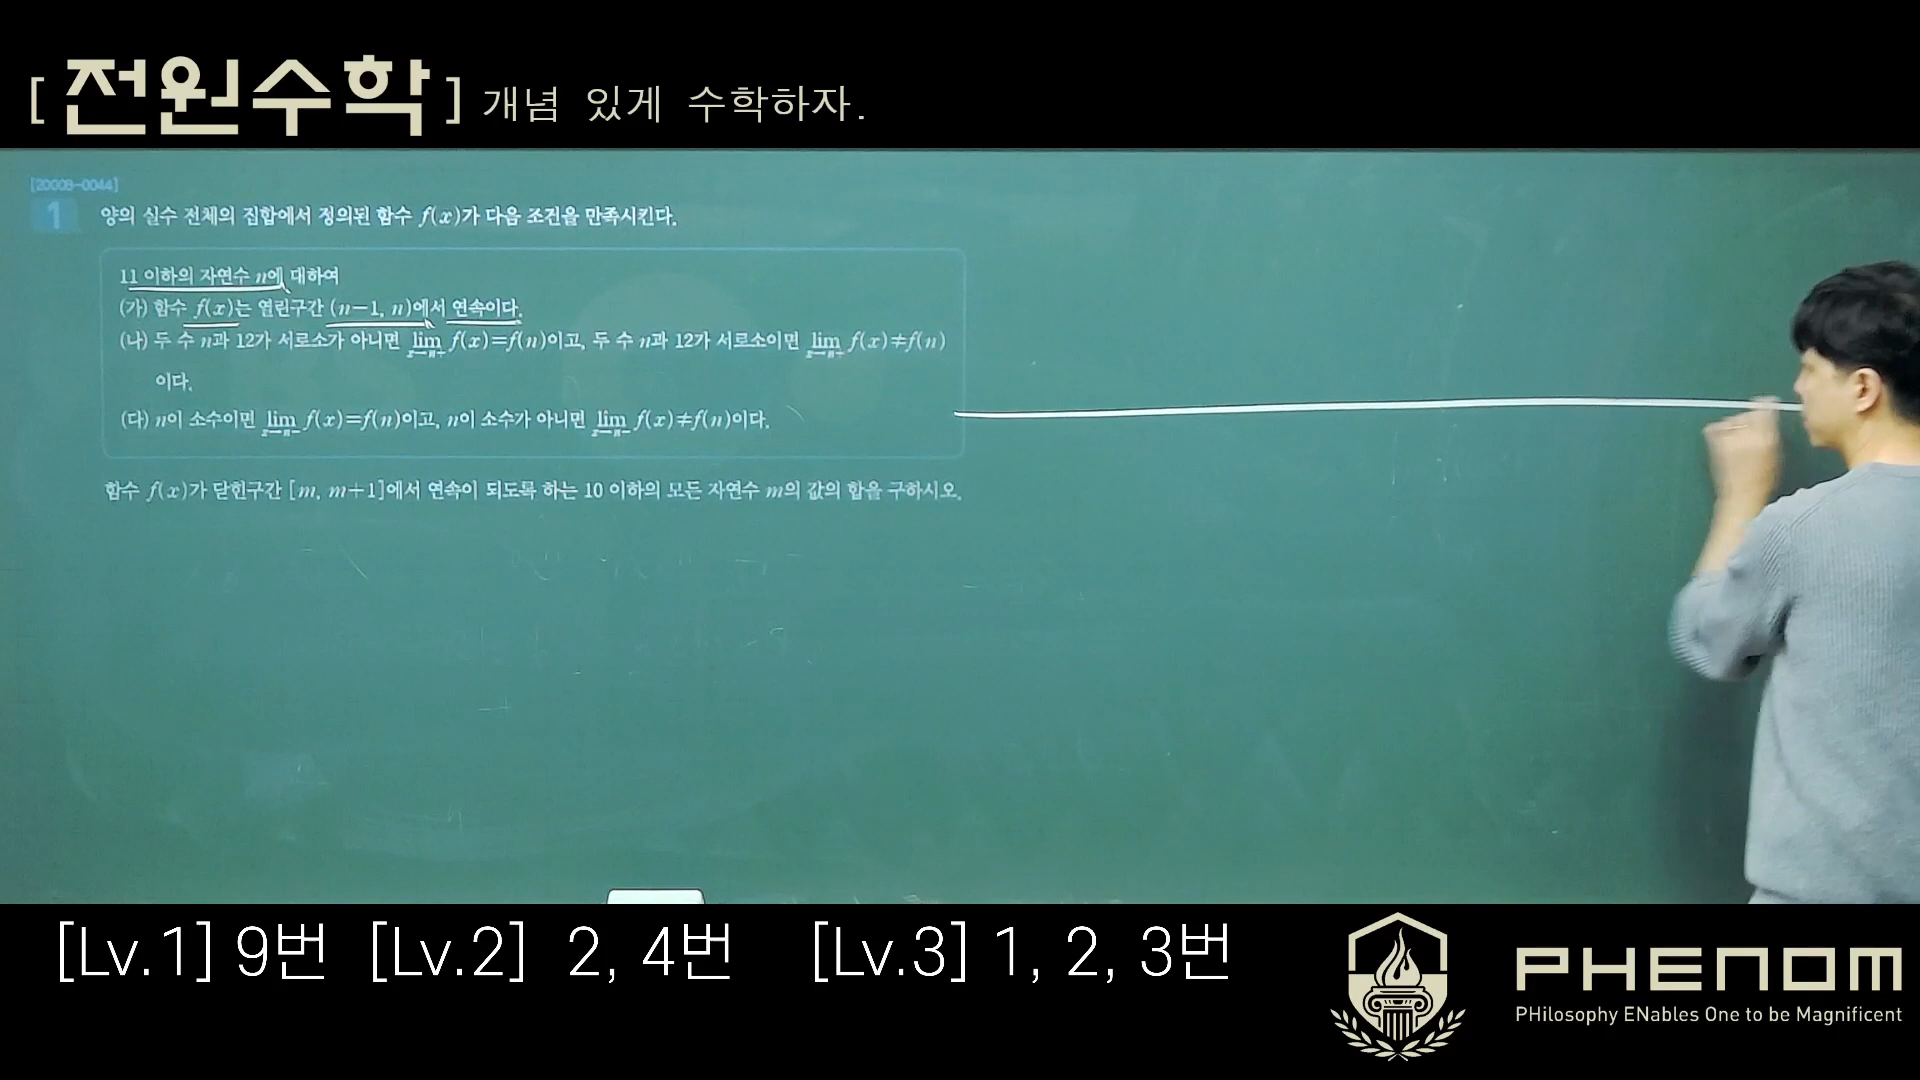 [전원수학] 개념 있게 수학하자.
[20009-0044]
1 양의 실수 전체의 집합에서 정의된 함수 f(x)가 다음 조건을 만족시킨다.
11 이하의 자연수 n에 대하여
(가) 함수 f(x)는 열린구간 (n-1, n)에서 연속이다.
(나) 두 수 n과 12가 서로소가 아니면 lim x→n+ f(x)=f(n)이고, 두 수 n과 12가 서로소이면 lim x→n+ f(x)≠f(n)
이다.
(다) n이 소수이면 lim x→n- f(x)=f(n)이고, n이 소수가 아니면 lim x→n- f(x)≠f(n)이다.
함수 f(x)가 닫힌구간 [m, m+1]에서 연속이 되도록 하는 10 이하의 모든 자연수 m의 값의 합을 구하시오.
[Lv.1] 9번 [Lv.2] 2, 4번 [Lv.3] 1, 2, 3번
PHENOM
PHilosophy ENables One to be Magnificent